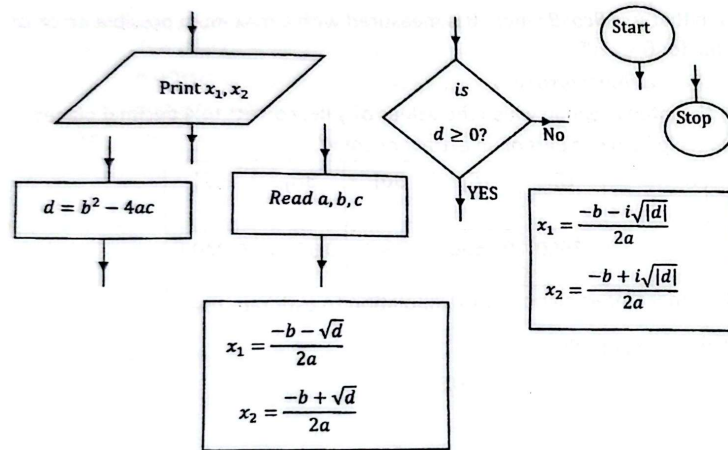 Start
Print x₁, x₂
is
d ≥ 0?
No
YES
Stop
d = b² − 4ac
Read a, b, c
x₁ = (−b − i√|d|)/2a
x₂ = (−b + i√|d|)/2a
x₁ = (−b − √d)/2a
x₂ = (−b + √d)/2a